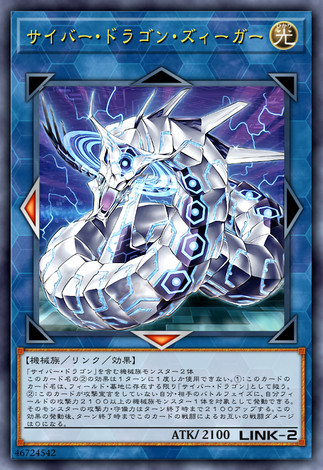 サイバー・ドラゴン・ズィーガー
光
【機械族／リンク／効果】
「サイバー・ドラゴン」を含む機械族モンスター2体
このカード名の②の効果は１ターンに１度しか使用できない。①：このカードの
カード名は、フィールド・墓地に存在する限り「サイバー・ドラゴン」として扱う。
②：このカードが攻撃宣言をしていない自分・相手のバトルフェイズに、自分フィール
ドの攻撃力２１００以上の機械族モンスター１体を対象として発動できる。
そのモンスターの攻撃力・守備力はターン終了時まで２１００アップする。この
効果の発動後、ターン終了時までこのカードの戦闘によるお互いの戦闘ダメージ
は０になる。
ATK/ 2100 LINK-2
46724542